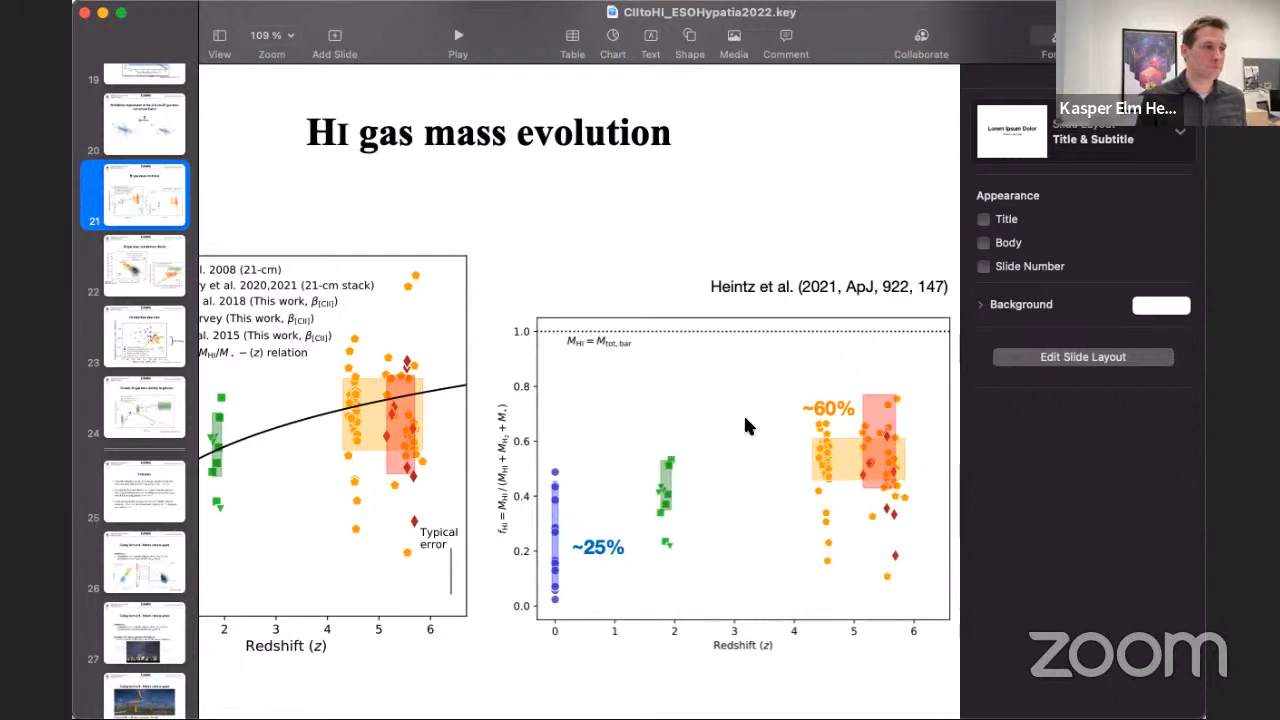 CIItoHI_ESOHypatia2022.key
View
109 %
Zoom
Add Slide
Play
Table
Chart
Text
Shape
Media
Comment
Collaborate
Kasper Elm He...
19
20
21
22
23
24
25
26
27
HI gas mass evolution
l. 2008 (21-cm)
y et al. 2020,2021 (21-cm stack)
al. 2018 (This work, β[CII])
rvey (This work, β[CII])
al. 2015 (This work, β[CII])
MHI/M⋆ − (z) relation
Typical
error
2 3 4 5 6
Redshift (z)
Heintz et al. (2021, ApJ, 922, 147)
MHI = Mtot, bar
~60%
~25%
fHI = MHI / (MHI + MH2 + M⋆)
1.0
0.8
0.6
0.4
0.2
0.0
0 1 2 3 4 5 6
Redshift (z)
Lorem Ipsum Dolor
Title & Subtitle
Appearance
Title
Body
Slide Number
Background
Edit Slide Layout
zoom